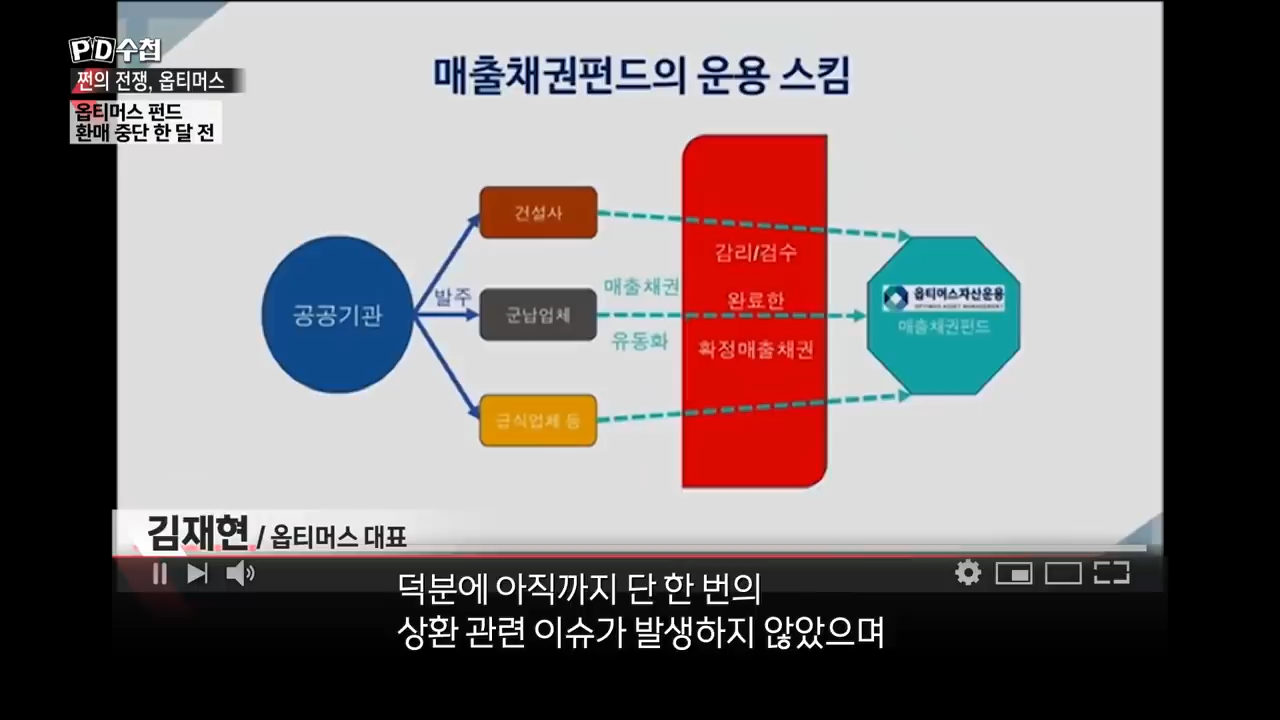 PD수첩
쩐의 전쟁, 옵티머스
옵티머스 펀드
환매 중단 한 달 전
매출채권펀드의 운용 스킴
공공기관
발주
건설사
군납업체
급식업체 등
매출채권
유동화
감리/검수
완료한
확정매출채권
옵티머스자산운용
OPTIMUS ASSET MANAGEMENT
매출채권펀드
김재현 / 옵티머스 대표
덕분에 아직까지 단 한 번의
상환 관련 이슈가 발생하지 않았으며